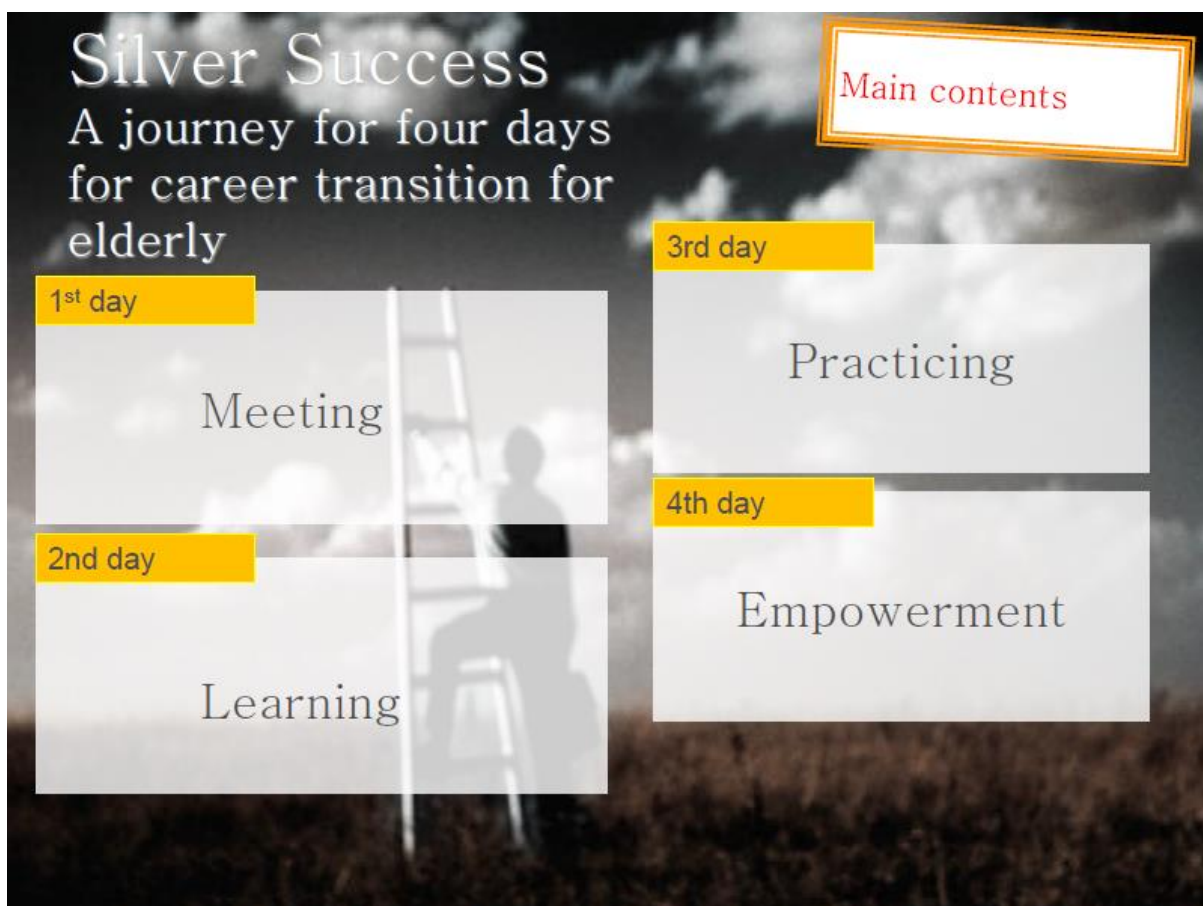 Silver Success
A journey for four days
for career transition for
elderly
Main contents
1st day
Meeting
2nd day
Learning
3rd day
Practicing
4th day
Empowerment